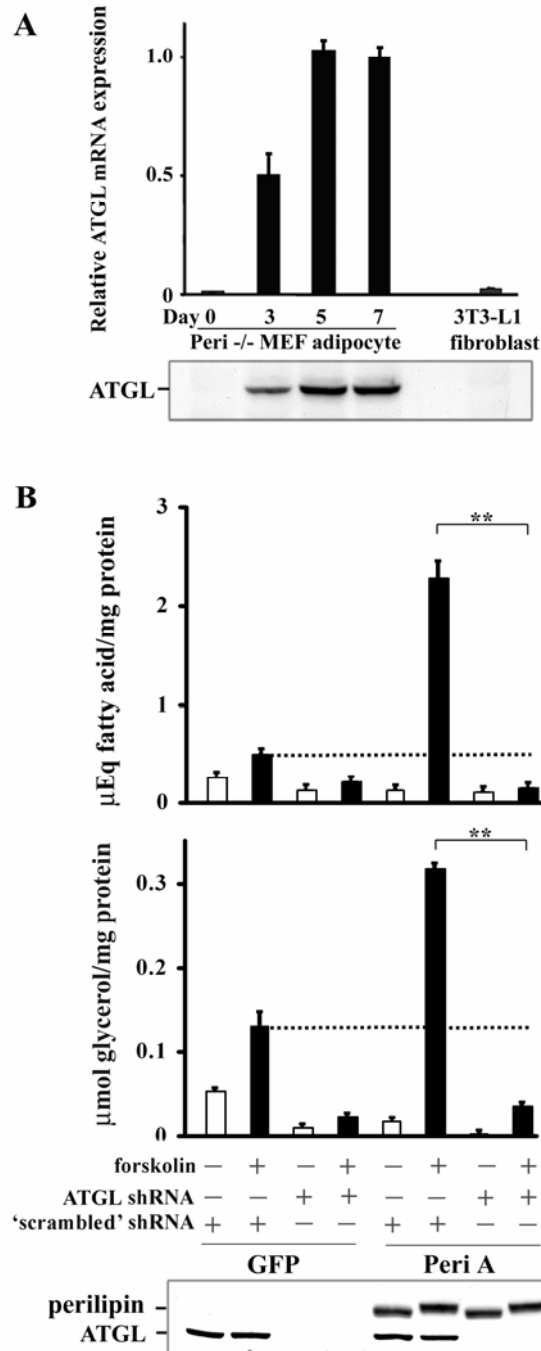 A
Relative ATGL mRNA expression
1.0
0.5
0
Day 0 3 5 7 3T3-L1
Peri -/- MEF adipocyte fibroblast
ATGL
B
µEq fatty acid/mg protein
3
2
1
0
**
µmol glycerol/mg protein
0.3
0.2
0.1
0
**
forskolin — + — + — + — +
ATGL shRNA — — + + — — + +
‘scrambled’ shRNA + + — — + + — —
GFP Peri A
perilipin
ATGL